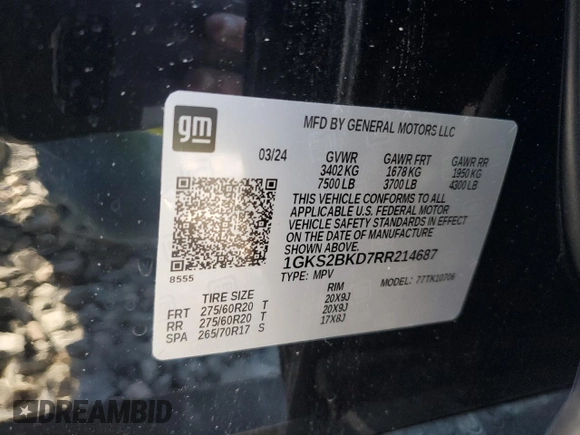 gm
MFD BY GENERAL MOTORS LLC
03/24 GVWR GAWR FRT GAWR RR
3402 KG 1678 KG 1950 KG
7500 LB 3700 LB 4300 LB
THIS VEHICLE CONFORMS TO ALL
APPLICABLE U.S. FEDERAL MOTOR
VEHICLE SAFETY STANDARDS IN EFFECT
ON THE DATE OF MANUFACTURE
SHOWN ABOVE.
1GKS2BKD7RR214687
8555 TYPE: MPV MODEL: 77TK10706
TIRE SIZE RIM
FRT 275/60R20 T 20X9J
RR 275/60R20 T 20X9J
SPA 265/70R17 S 17X8J
DREAMBID